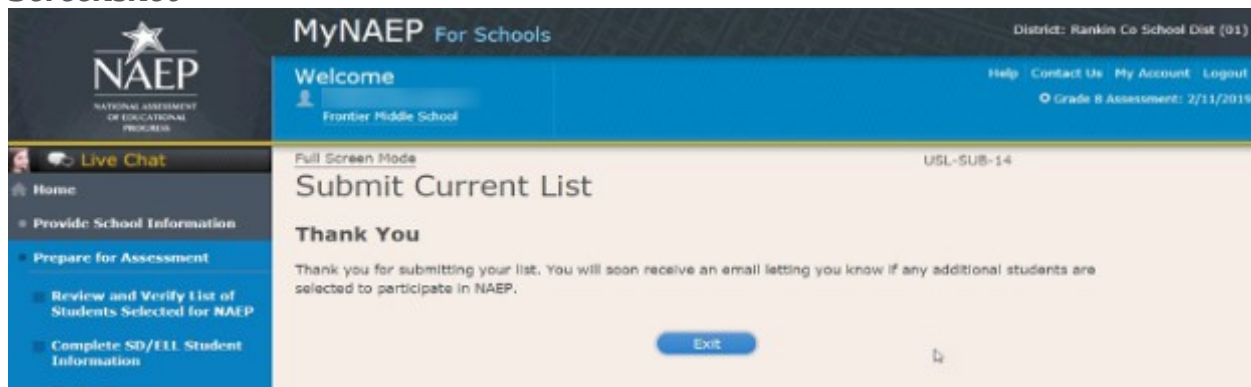 Screenshot
MyNAEP For Schools
District: Rankin Co School Dist (01)
NAEP
NATIONAL ASSESSMENT
OF EDUCATIONAL
PROGRESS
Welcome
Frontier Middle School
Help Contact Us My Account Logout
Grade 8 Assessment: 2/11/2019
Live Chat
Home
Provide School Information
Prepare for Assessment
Review and Verify List of
Students Selected for NAEP
Complete SD/ELL Student
Information
Full Screen Mode
USL-SUB-14
Submit Current List
Thank You
Thank you for submitting your list. You will soon receive an email letting you know if any additional students are
selected to participate in NAEP.
Exit